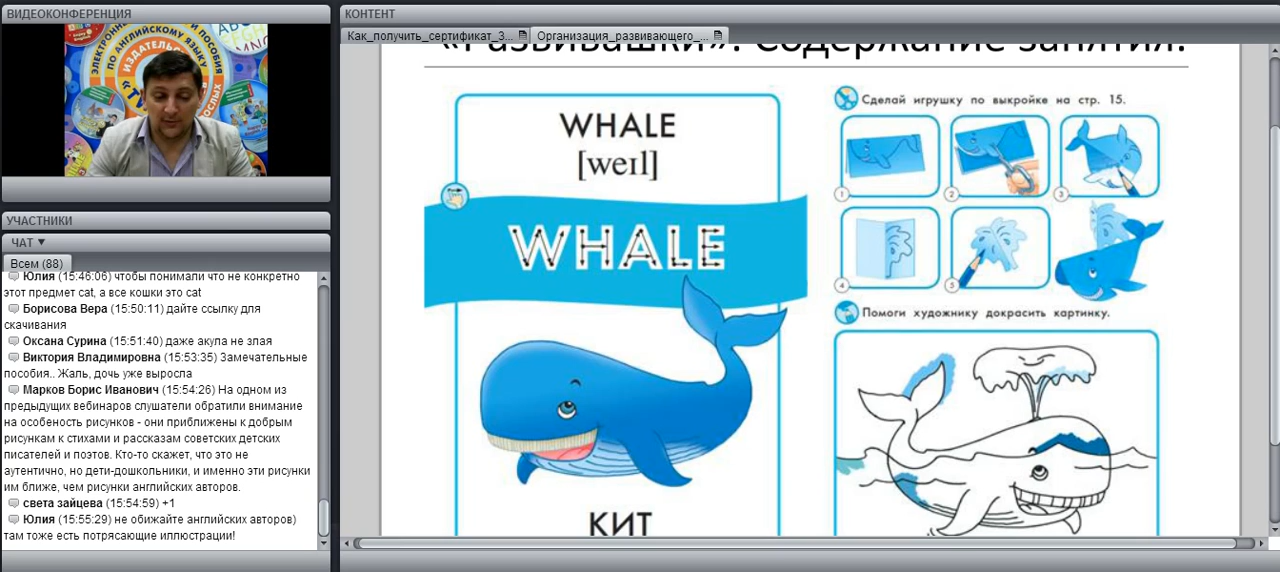 ВИДЕОКОНФЕРЕНЦИЯ
ЭЛЕКТРОННЫЕ
ПОСОБИЯ
ПО АНГЛИЙСКОМУ ЯЗЫКУ
ИЗДАТЕЛЬСТВО
УЧАСТНИКИ
ЧАТ
Всем (88)
Юлия (15:46:06) чтобы понимали что не конкретно
этот предмет cat, а все кошки это cat
Борисова Вера (15:50:11) дайте ссылку для
скачивания
Оксана Сурина (15:51:40) даже акула не злая
Виктория Владимировна (15:53:35) Замечательные
пособия.. Жаль, дочь уже выросла
Марков Борис Иванович (15:54:26) На одном из
предыдущих вебинаров слушатели обратили внимание
на особеность рисунков - они приближены к добрым
рисункам к стихами и рассказам советских детских
писателей и поэтов. Кто-то скажет, что это не
аутентично, но дети-дошкольники, и именно эти рисунки
им ближе, чем рисунки английских авторов.
света зайцева (15:54:59) +1
Юлия (15:55:29) не обижайте английских авторов)
там тоже есть потрясающие иллюстрации!
КОНТЕНТ
Как_получить_сертификат_3...
Организация_развивающего_...
«Развивашки». Содержание занятия.
WHALE
[weɪl]
WHALE
КИТ
Сделай игрушку по выкройке на стр. 15.
1
2
3
4
5
Помоги художнику докрасить картинку.